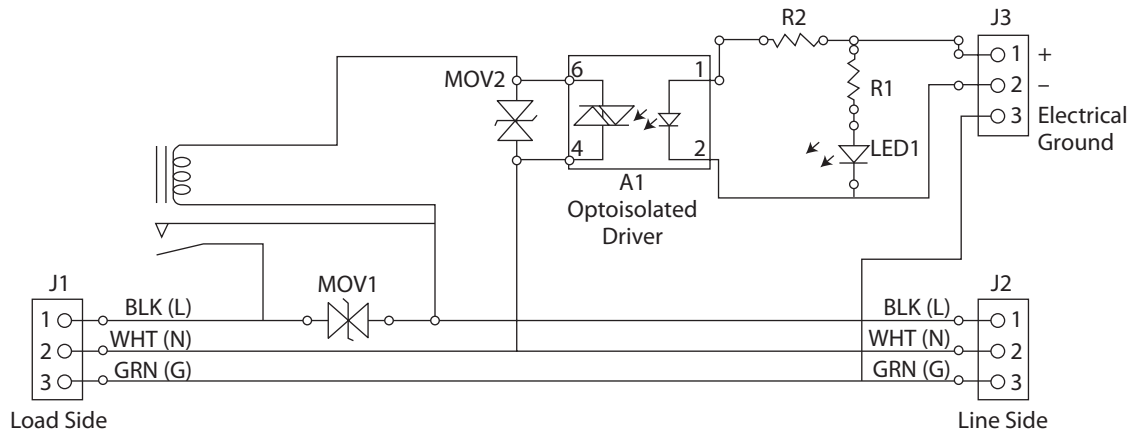 R2
J3
1 +
MOV2
6
1
R1
2 –
3 Electrical
Ground
4
2
LED1
A1
Optoisolated
Driver
J1
MOV1
J2
1 BLK (L)
BLK (L) 1
2 WHT (N)
WHT (N) 2
3 GRN (G)
GRN (G) 3
Load Side
Line Side